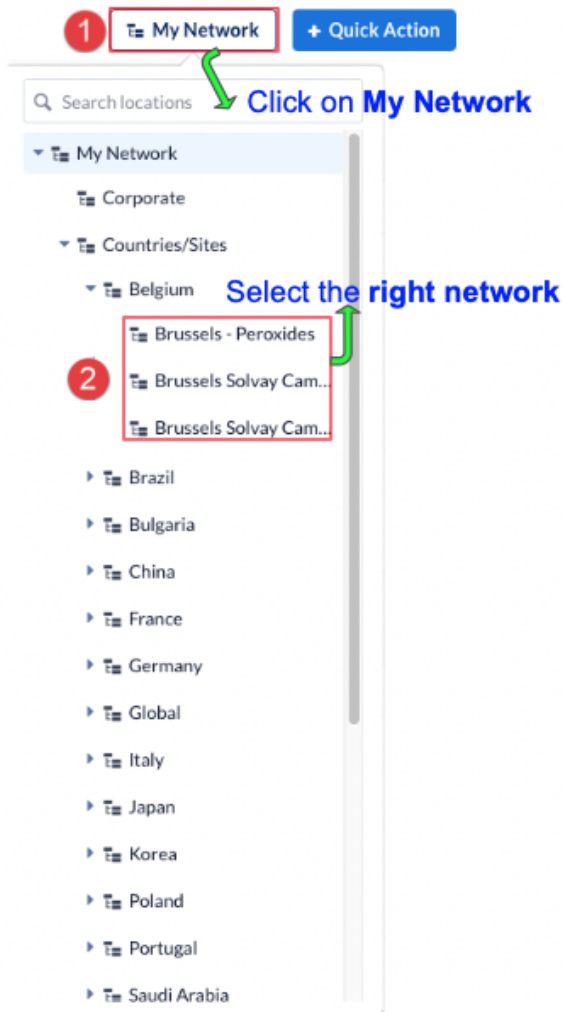 1 My Network + Quick Action
Search locations Click on My Network
My Network
Corporate
Countries/Sites
Belgium Select the right network
Brussels - Peroxides
2 Brussels Solvay Cam...
Brussels Solvay Cam...
Brazil
Bulgaria
China
France
Germany
Global
Italy
Japan
Korea
Poland
Portugal
Saudi Arabia